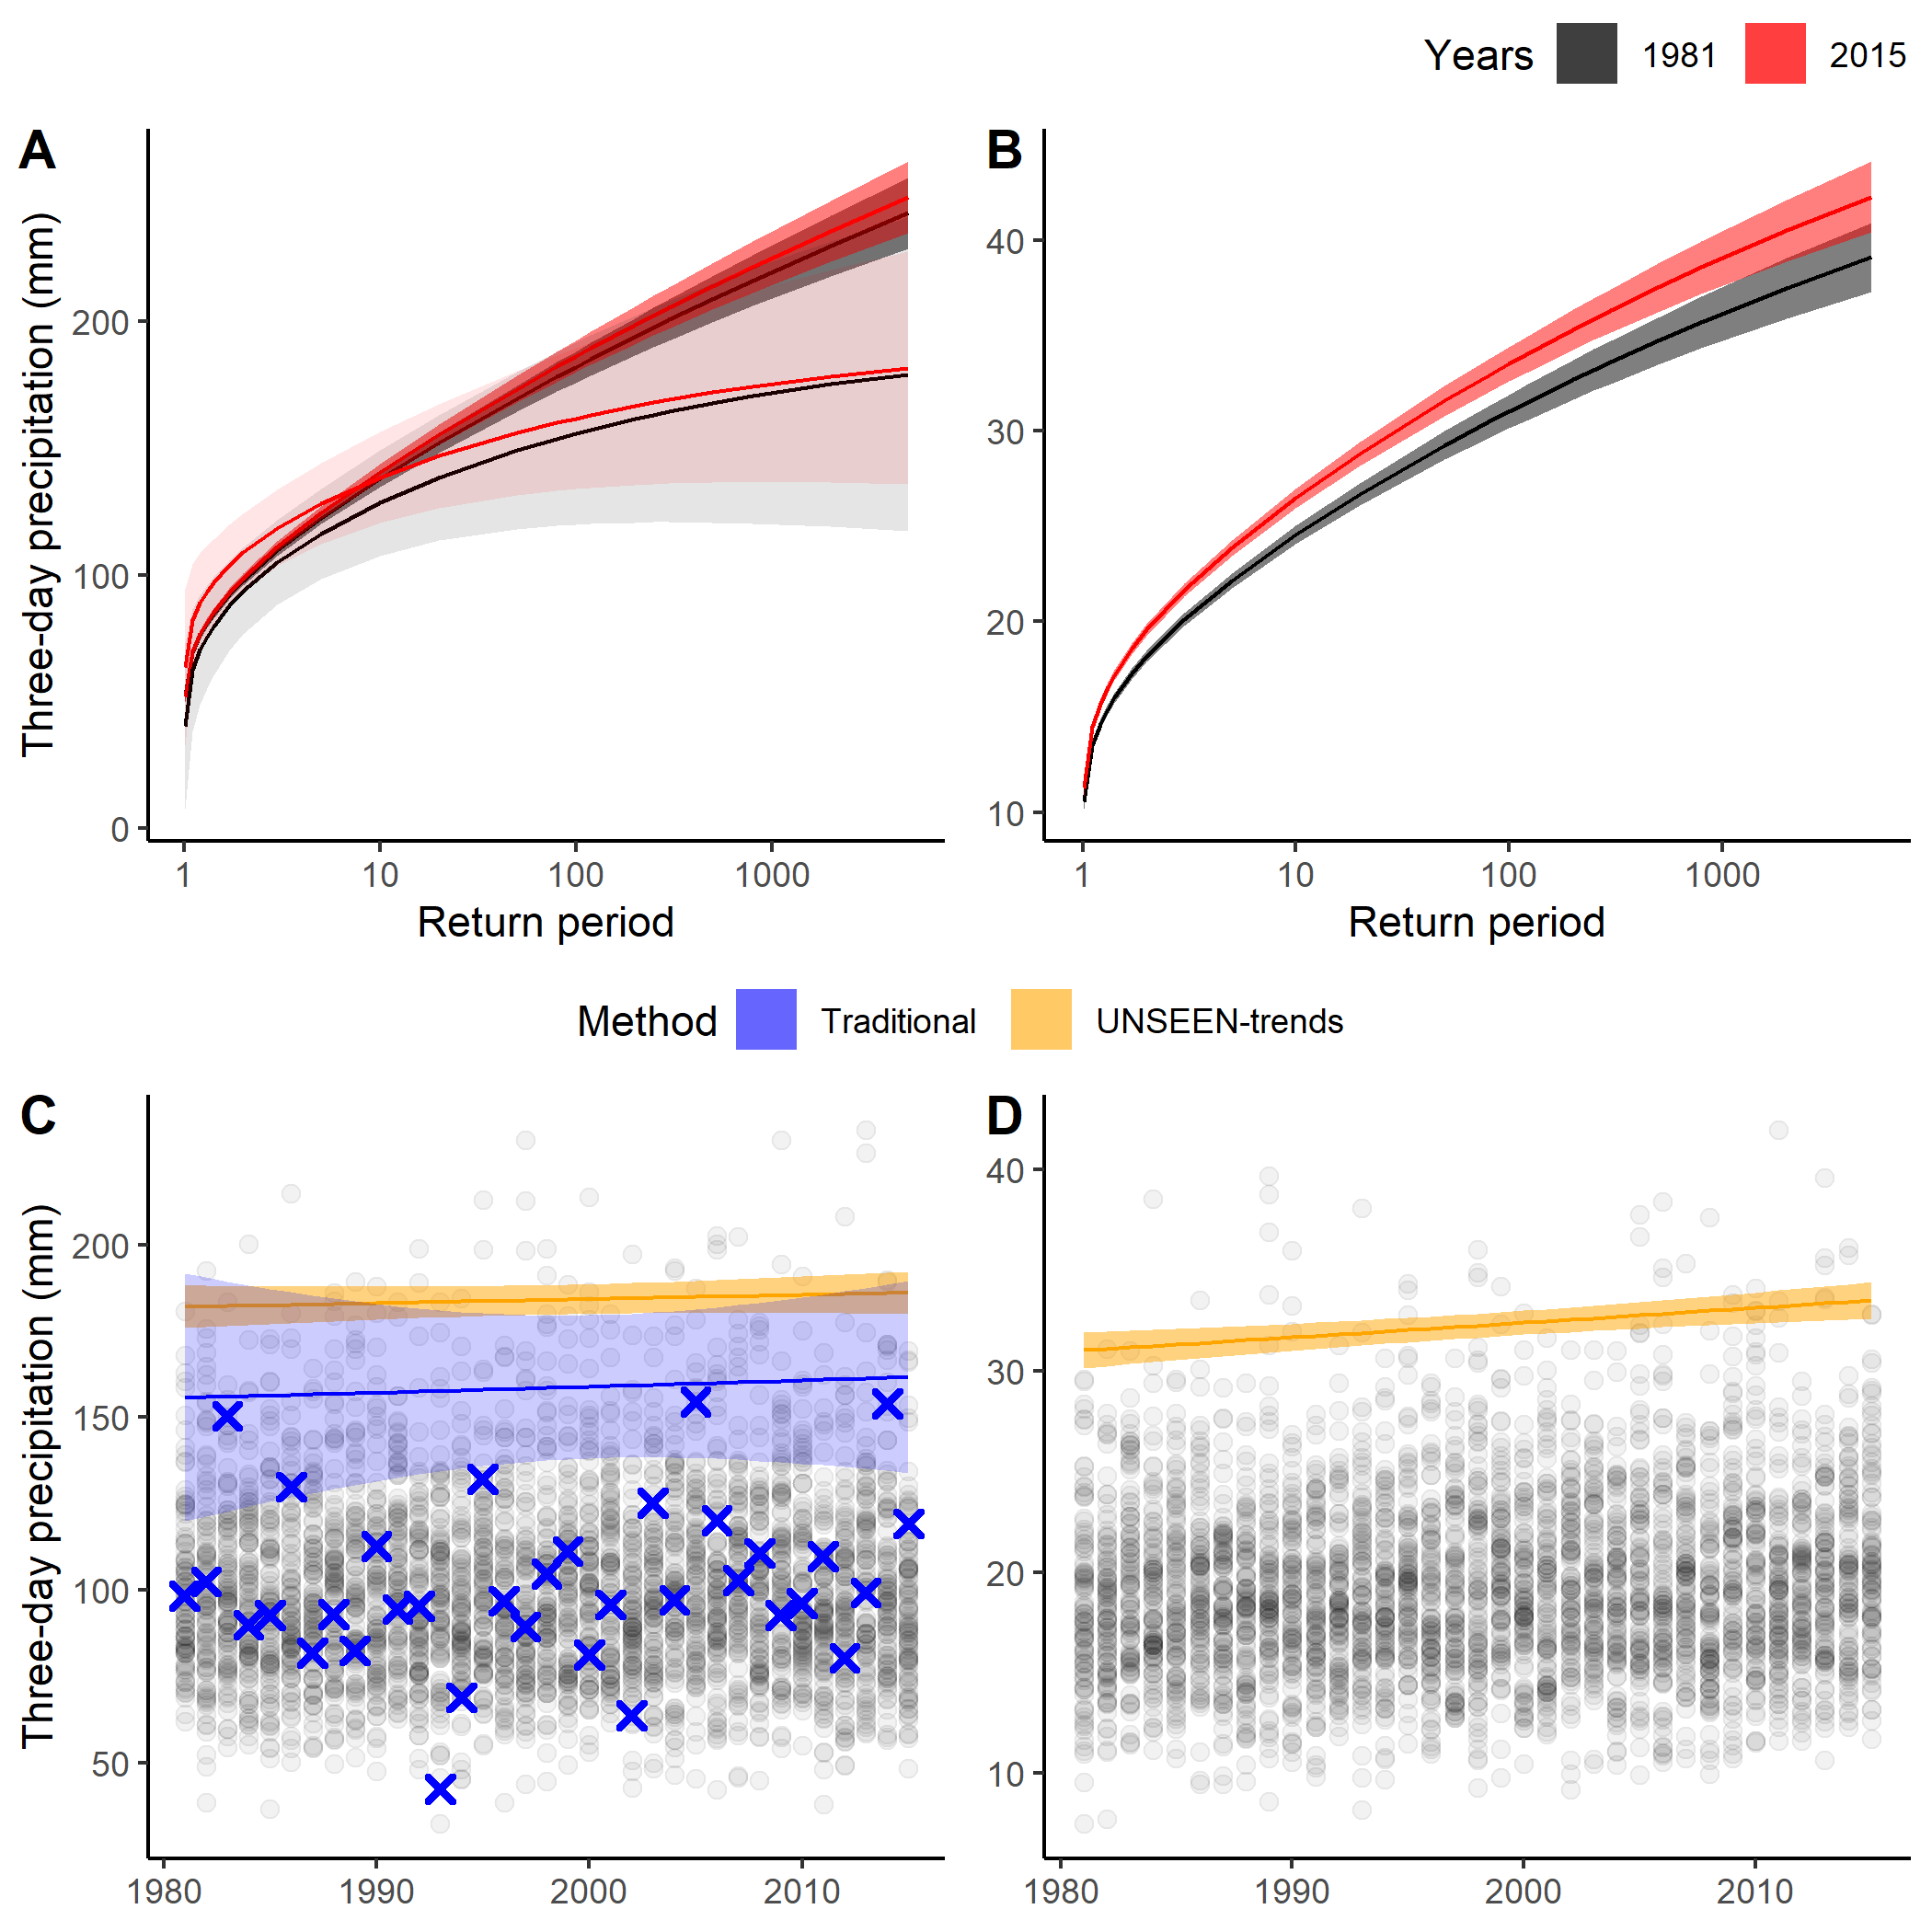 Years 1981 2015
A B
Three-day precipitation (mm)
200
100
0
1 10 100 1000
Return period
40
30
20
10
1 10 100 1000
Return period
Method Traditional UNSEEN-trends
C D
Three-day precipitation (mm)
200
150
100
50
1980 1990 2000 2010
40
30
20
10
1980 1990 2000 2010